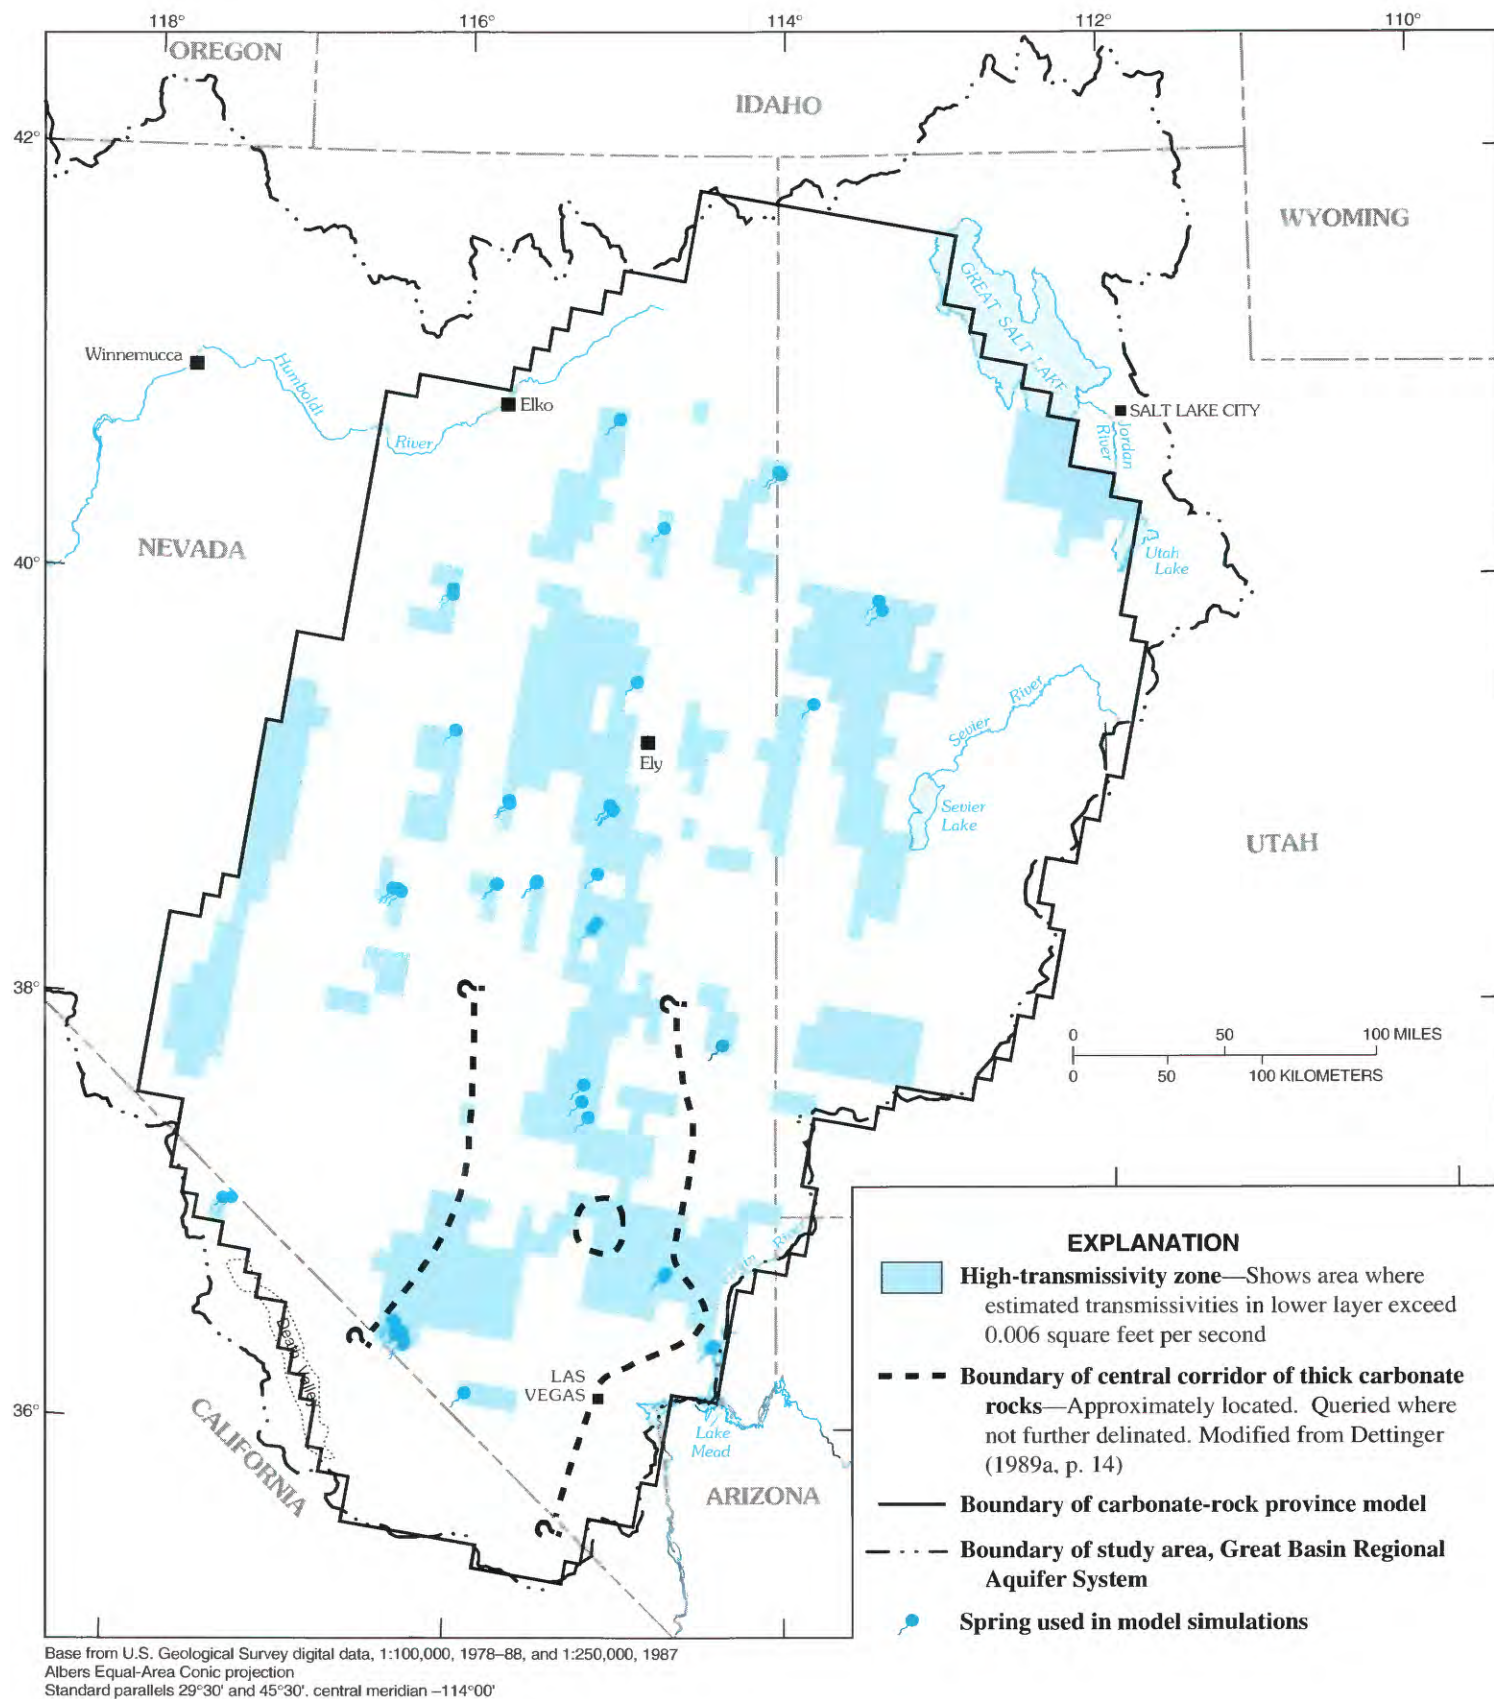 118° 116° 114° 112° 110°
OREGON
IDAHO
42°
WYOMING
GREAT SALT LAKE
Winnemucca
Humboldt
Elko
SALT LAKE CITY
River
Jordan
River
NEVADA
40°
Utah
Lake
River
Sevier
Ely
Sevier
Lake
UTAH
38°
?
?
0 50 100 MILES
0 50 100 KILOMETERS
River
?
Death Valley
LAS
VEGAS
36°
CALIFORNIA
Lake
Mead
ARIZONA
?
EXPLANATION
High-transmissivity zone—Shows area where
estimated transmissivities in lower layer exceed
0.006 square feet per second
Boundary of central corridor of thick carbonate
rocks—Approximately located. Queried where
not further delinated. Modified from Dettinger
(1989a, p. 14)
Boundary of carbonate-rock province model
Boundary of study area, Great Basin Regional
Aquifer System
Spring used in model simulations
Base from U.S. Geological Survey digital data, 1:100,000, 1978–88, and 1:250,000, 1987
Albers Equal-Area Conic projection
Standard parallels 29°30' and 45°30', central meridian –114°00'